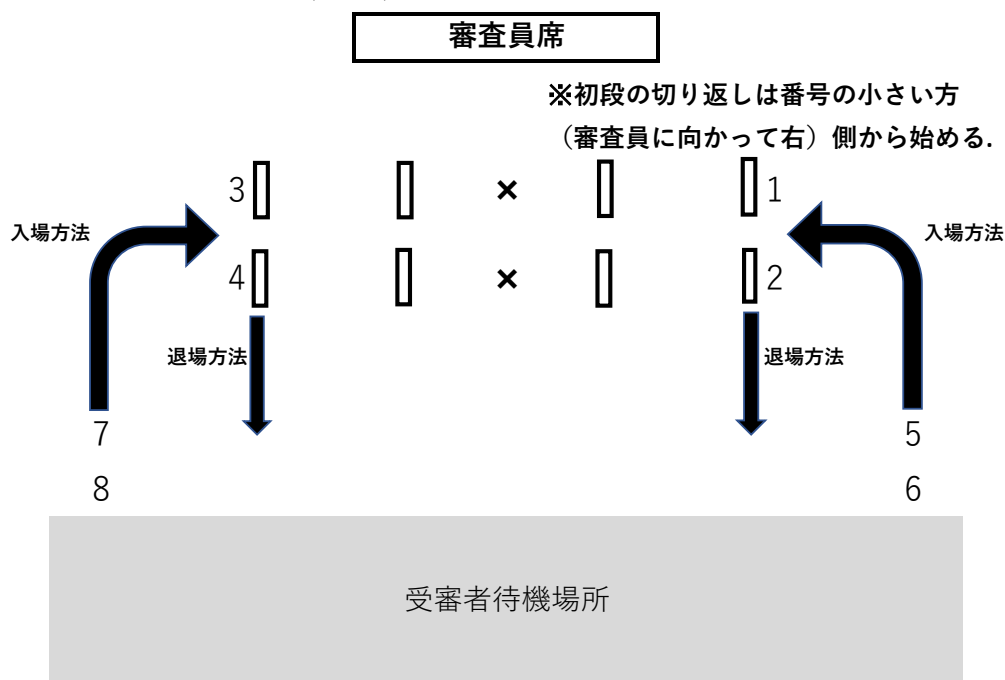 審査員席
※初段の切り返しは番号の小さい方
（審査員に向かって右）側から始める.
3 × 1
入場方法 入場方法
4 × 2
退場方法 退場方法
7 5
8 6
受審者待機場所